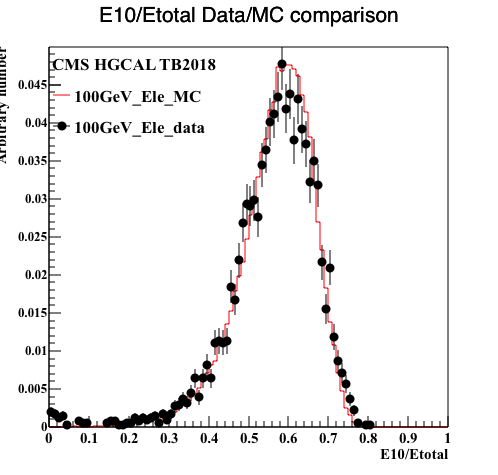 E10/Etotal Data/MC comparison
Arbitrary number
CMS HGCAL TB2018
100GeV_Ele_MC
100GeV_Ele_data
0.045
0.04
0.035
0.03
0.025
0.02
0.015
0.01
0.005
0
0 0.1 0.2 0.3 0.4 0.5 0.6 0.7 0.8 0.9 1
E10/Etotal